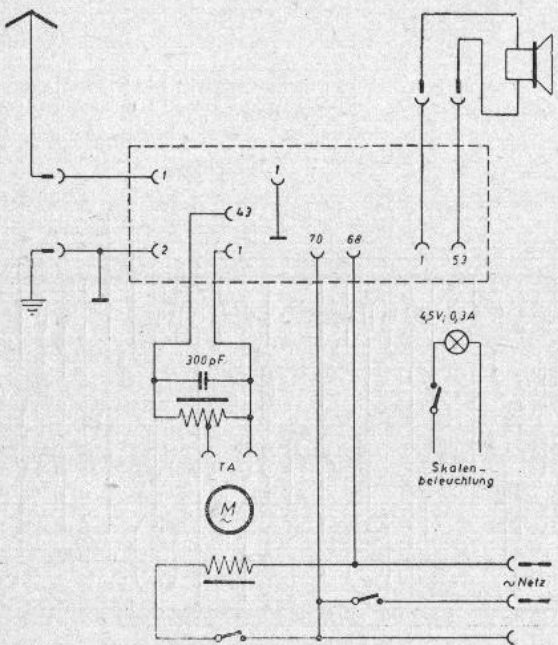 1
1
43
70
68
2
1
1
53
4,5V; 0,3A
300pF
TA
Skalen-
beleuchtung
M
~
~ Netz